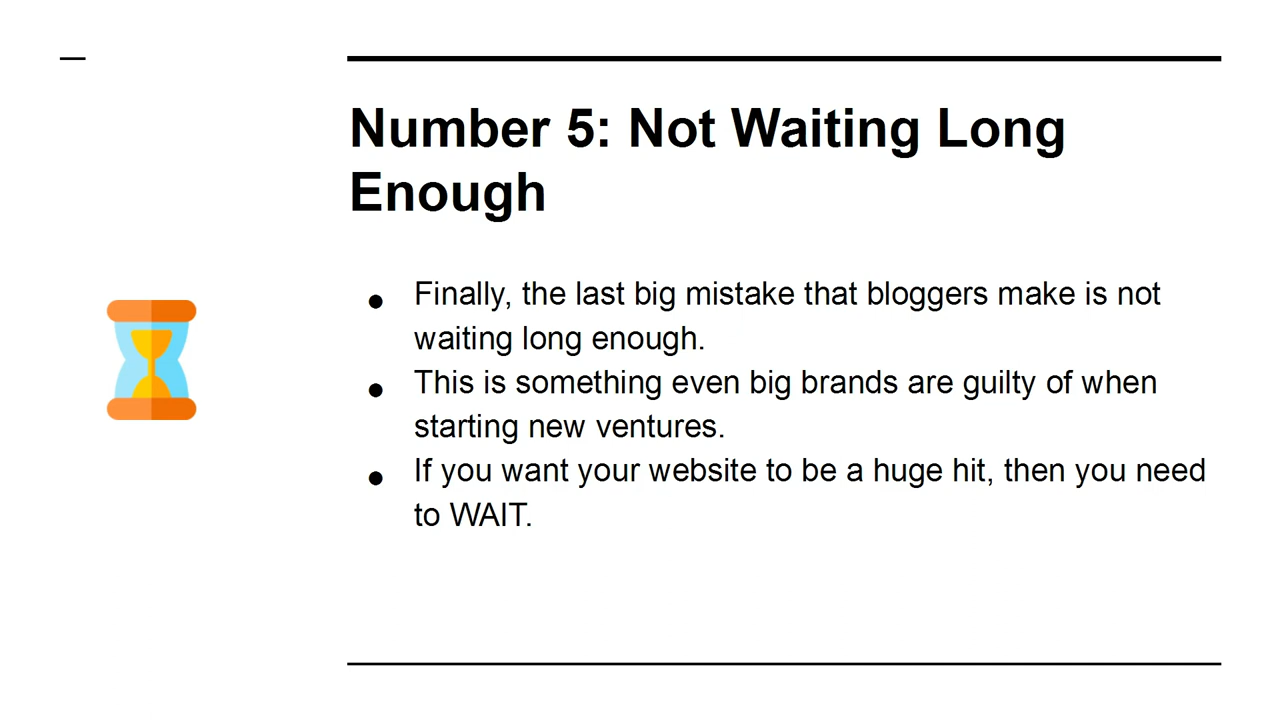 Number 5: Not Waiting Long
Enough
● Finally, the last big mistake that bloggers make is not
waiting long enough.
● This is something even big brands are guilty of when
starting new ventures.
● If you want your website to be a huge hit, then you need
to WAIT.